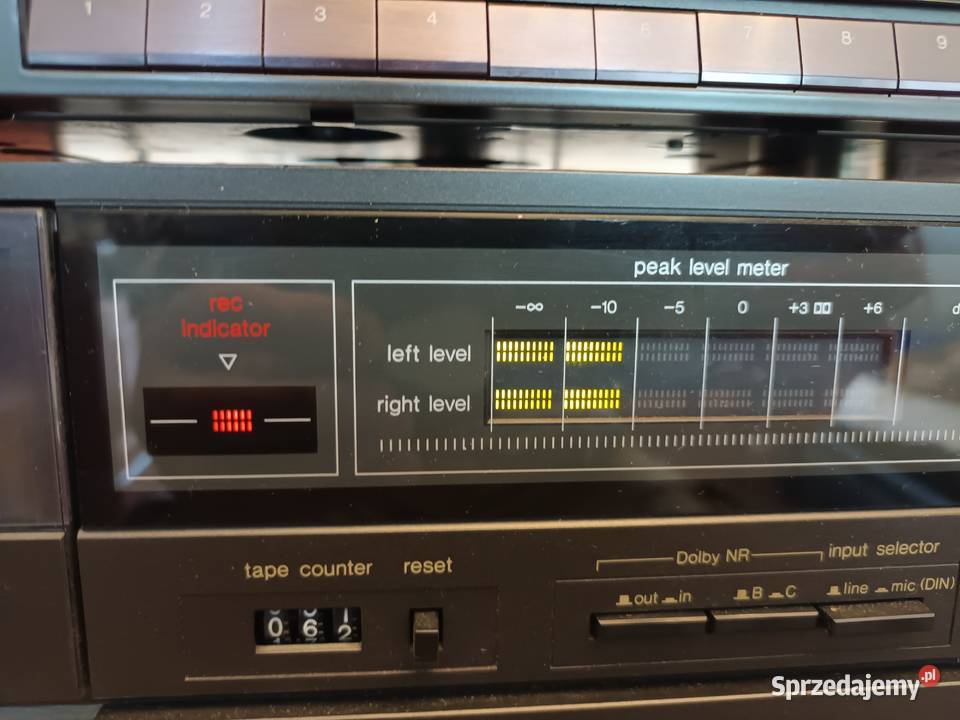 1 2 3 4 6 7 8 9
peak level meter
rec
indicator
−∞ −10 −5 0 +3 +6 d
left level
right level
tape counter reset
Dolby NR input selector
out in B C line mic (DIN)
0 6 2
Sprzedajemy.pl